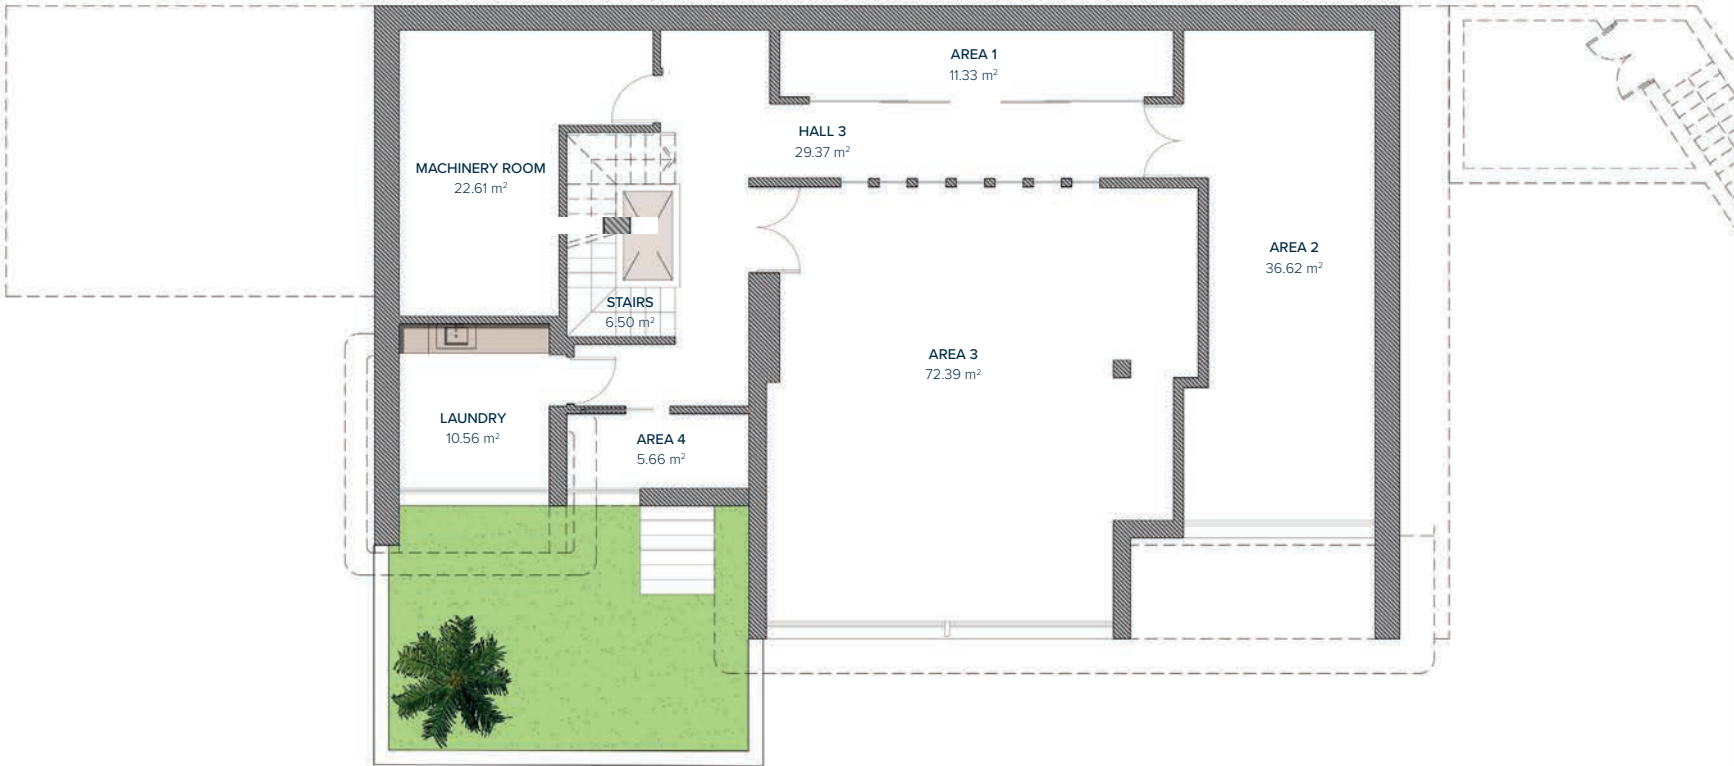 AREA 1
11.33 m²
HALL 3
29.37 m²
MACHINERY ROOM
22.61 m²
AREA 2
36.62 m²
STAIRS
6.50 m²
AREA 3
72.39 m²
LAUNDRY
10.56 m²
AREA 4
5.66 m²